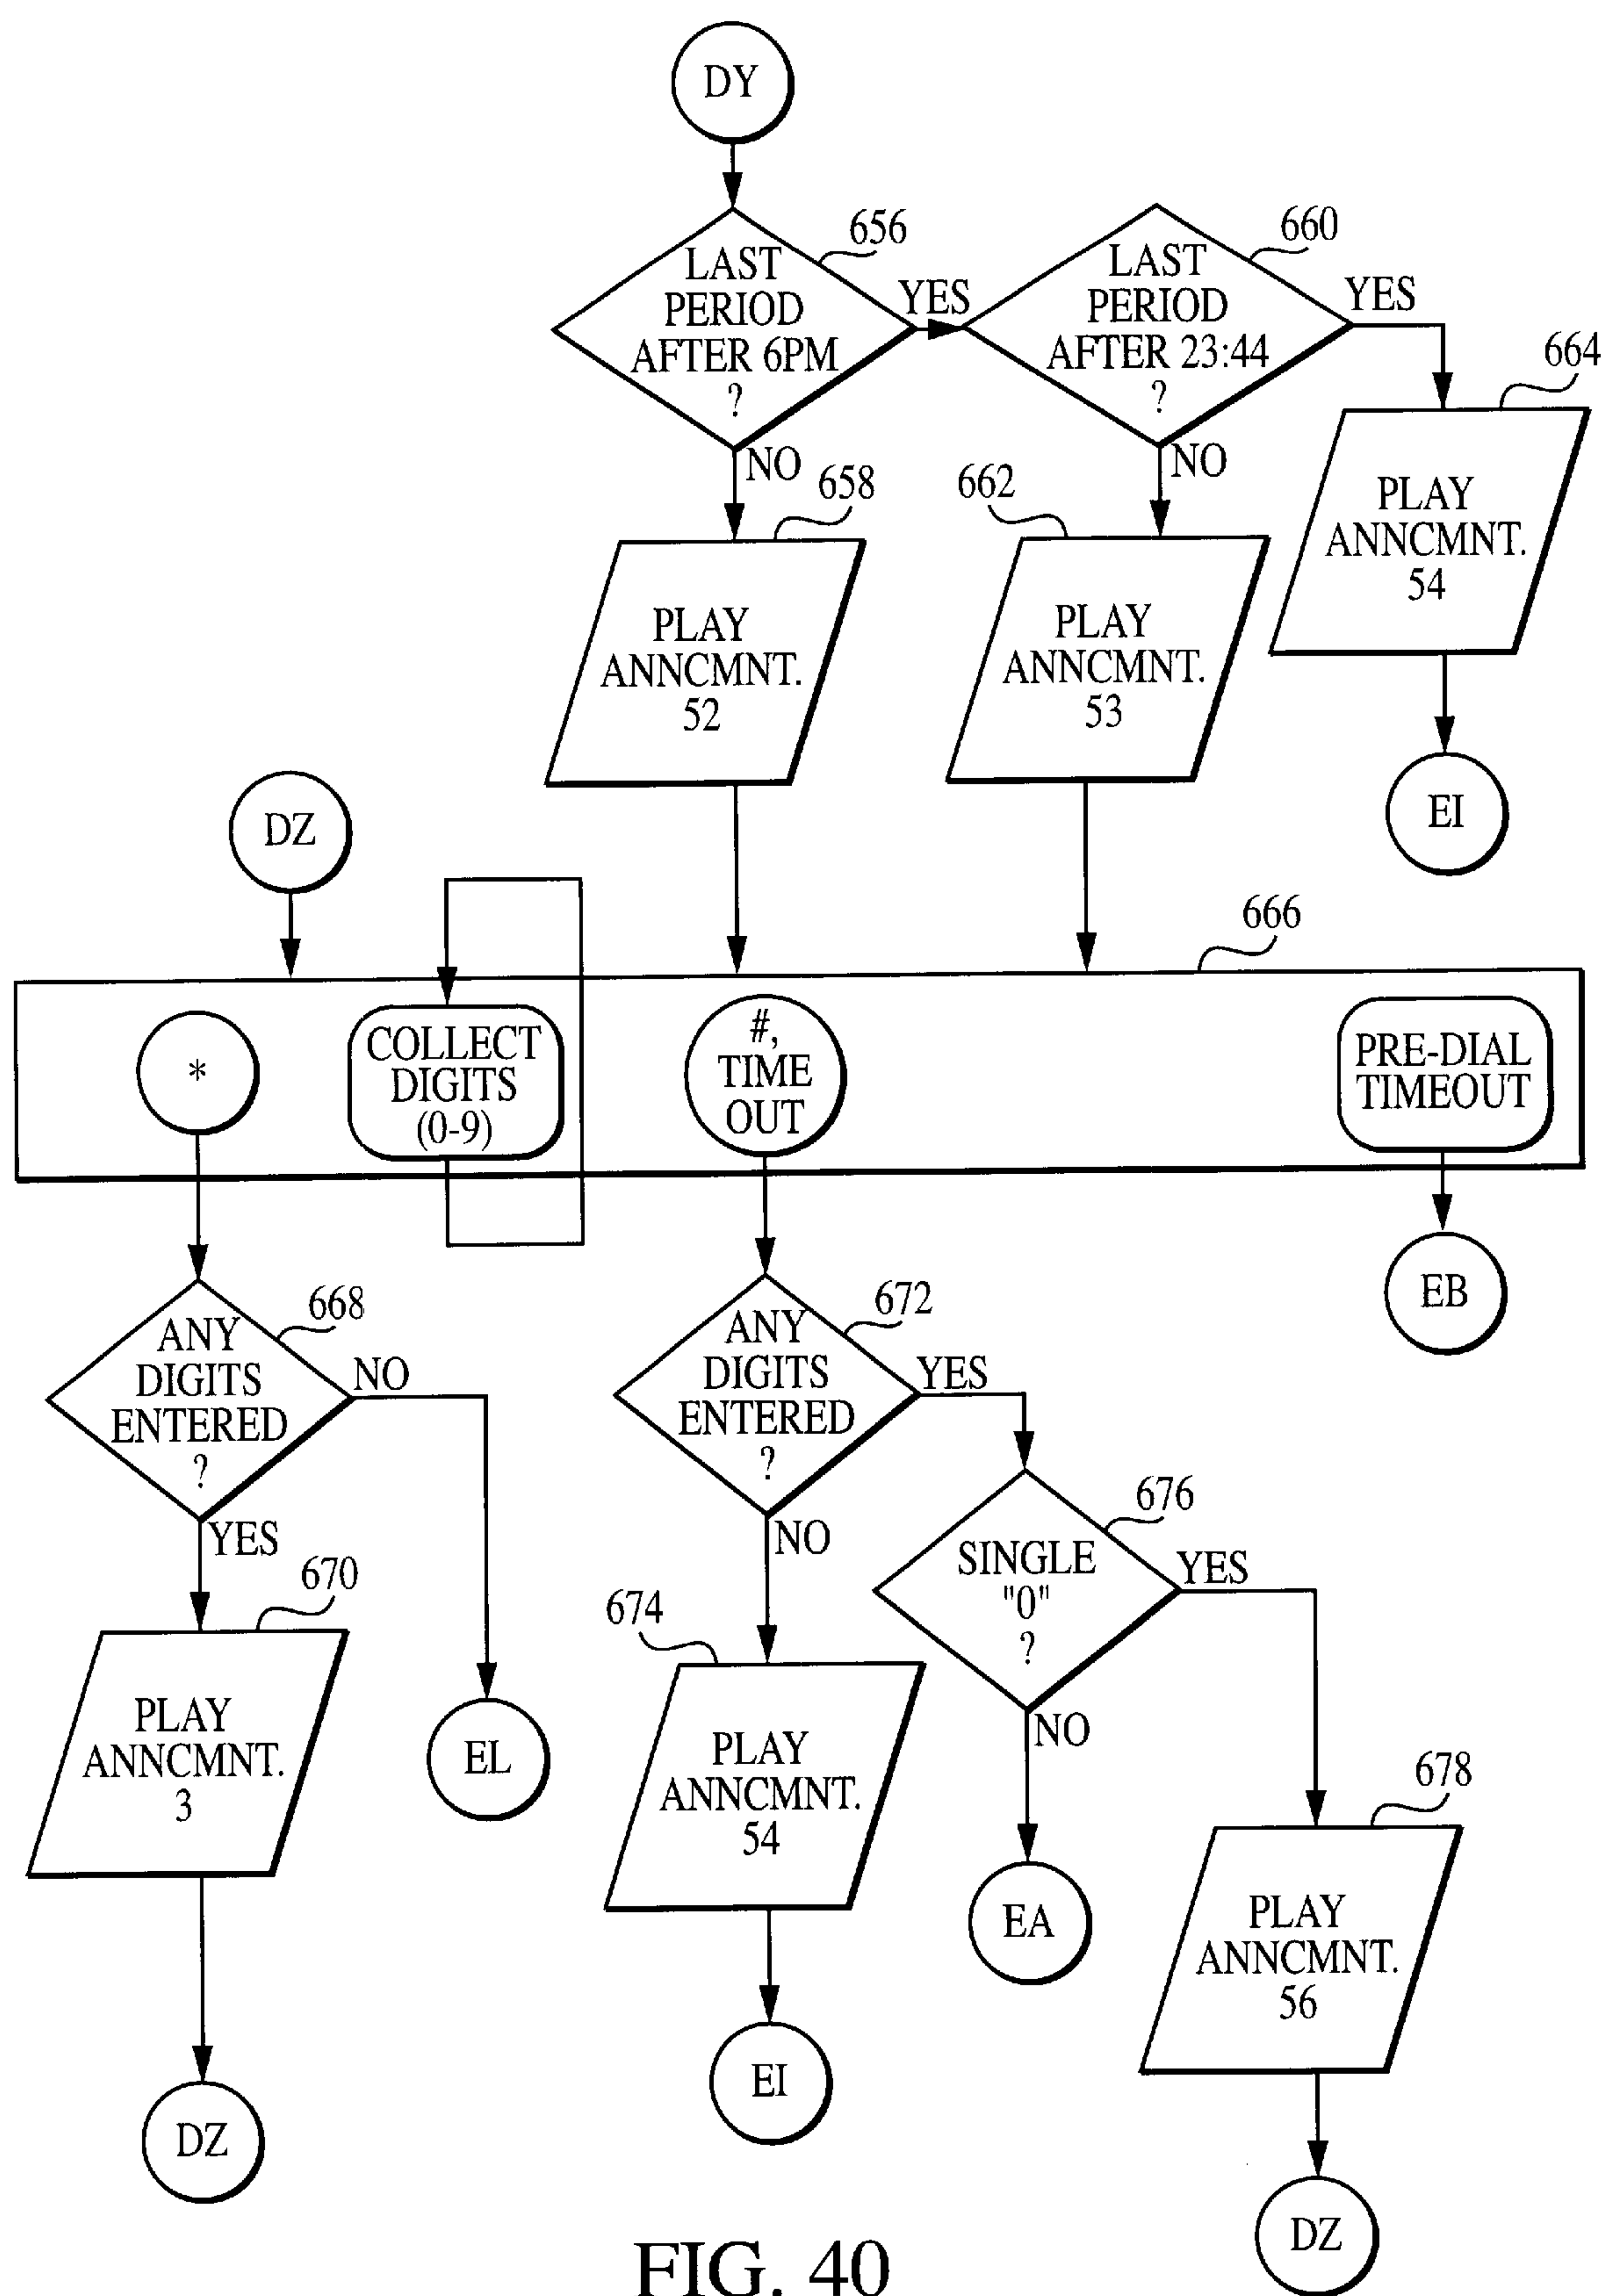 DY
656
LAST
PERIOD
AFTER 6PM
?
YES
NO
660
LAST
PERIOD
AFTER 23:44
?
YES
NO
664
PLAY
ANNCMNT.
54
658
PLAY
ANNCMNT.
52
662
PLAY
ANNCMNT.
53
EI
DZ
666
*
COLLECT
DIGITS
(0-9)
#,
TIME
OUT
PRE-DIAL
TIMEOUT
EB
668
ANY
DIGITS
ENTERED
?
NO
YES
672
ANY
DIGITS
ENTERED
?
YES
NO
676
SINGLE
"0"
?
YES
NO
670
PLAY
ANNCMNT.
3
EL
674
PLAY
ANNCMNT.
54
EA
678
PLAY
ANNCMNT.
56
DZ
EI
DZ
FIG. 40